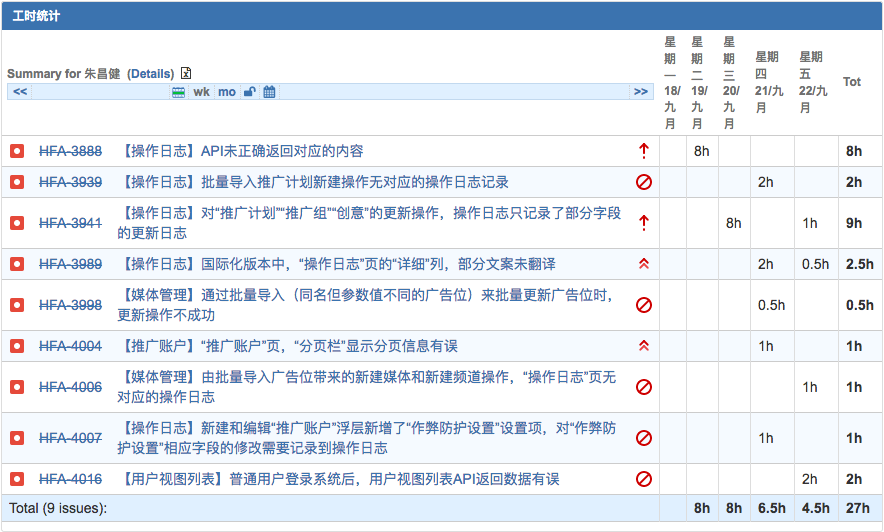 工时统计
Summary for 朱昌健 (Details)
<< wk mo >>
星期一 18/九月
星期二 19/九月
星期三 20/九月
星期四 21/九月
星期五 22/九月
Tot
HFA-3888 【操作日志】API未正确返回对应的内容 8h 8h
HFA-3939 【操作日志】批量导入推广计划新建操作无对应的操作日志记录 2h 2h
HFA-3941 【操作日志】对“推广计划”“推广组”“创意”的更新操作，操作日志只记录了部分字段
的更新日志 8h 1h 9h
HFA-3989 【操作日志】国际化版本中，“操作日志”页的“详细”列，部分文案未翻译 2h 0.5h 2.5h
HFA-3998 【媒体管理】通过批量导入（同名但参数值不同的广告位）来批量更新广告位时，
更新操作不成功 0.5h 0.5h
HFA-4004 【推广账户】“推广账户”页，“分页栏”显示分页信息有误 1h 1h
HFA-4006 【媒体管理】由批量导入广告位带来的新建媒体和新建频道操作，“操作日志”页无
对应的操作日志 1h 1h
HFA-4007 【操作日志】新建和编辑“推广账户”浮层新增了“作弊防护设置”设置项，对“作弊防
护设置”相应字段的修改需要记录到操作日志 1h 1h
HFA-4016 【用户视图列表】普通用户登录系统后，用户视图列表API返回数据有误 2h 2h
Total (9 issues): 8h 8h 6.5h 4.5h 27h